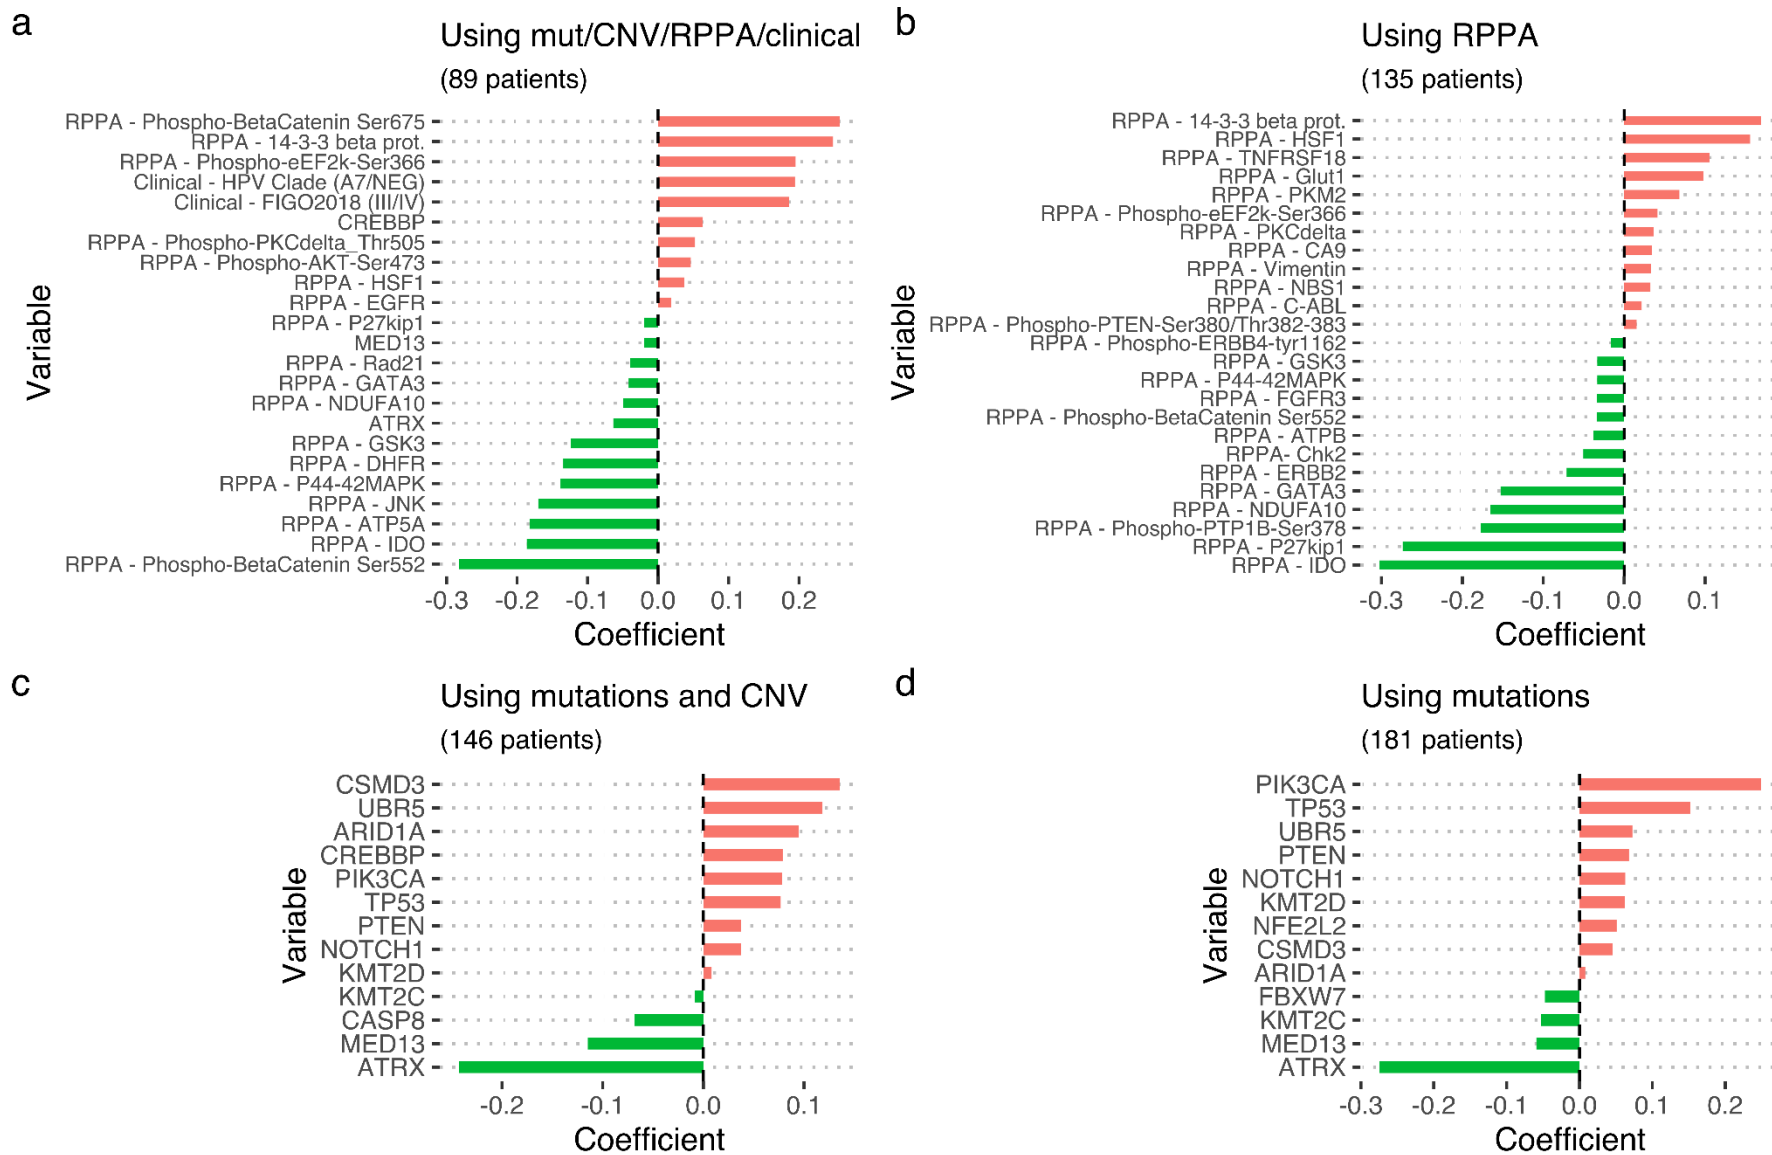 a
Using mut/CNV/RPPA/clinical
(89 patients)
Variable
RPPA - Phospho-BetaCatenin Ser675
RPPA - 14-3-3 beta prot.
RPPA - Phospho-eEF2k-Ser366
Clinical - HPV Clade (A7/NEG)
Clinical - FIGO2018 (III/IV)
CREBBP
RPPA - Phospho-PKCdelta_Thr505
RPPA - Phospho-AKT-Ser473
RPPA - HSF1
RPPA - EGFR
RPPA - P27kip1
MED13
RPPA - Rad21
RPPA - GATA3
RPPA - NDUFA10
ATRX
RPPA - GSK3
RPPA - DHFR
RPPA - P44-42MAPK
RPPA - JNK
RPPA - ATP5A
RPPA - IDO
RPPA - Phospho-BetaCatenin Ser552
-0.3 -0.2 -0.1 0.0 0.1 0.2
Coefficient
b
Using RPPA
(135 patients)
Variable
RPPA - 14-3-3 beta prot.
RPPA - HSF1
RPPA - TNFRSF18
RPPA - Glut1
RPPA - PKM2
RPPA - Phospho-eEF2k-Ser366
RPPA - PKCdelta
RPPA - CA9
RPPA - Vimentin
RPPA - NBS1
RPPA - C-ABL
RPPA - Phospho-PTEN-Ser380/Thr382-383
RPPA - Phospho-ERBB4-tyr1162
RPPA - GSK3
RPPA - P44-42MAPK
RPPA - FGFR3
RPPA - Phospho-BetaCatenin Ser552
RPPA - ATPB
RPPA- Chk2
RPPA - ERBB2
RPPA - GATA3
RPPA - NDUFA10
RPPA - Phospho-PTP1B-Ser378
RPPA - P27kip1
RPPA - IDO
-0.3 -0.2 -0.1 0.0 0.1
Coefficient
c
Using mutations and CNV
(146 patients)
Variable
CSMD3
UBR5
ARID1A
CREBBP
PIK3CA
TP53
PTEN
NOTCH1
KMT2D
KMT2C
CASP8
MED13
ATRX
-0.2 -0.1 0.0 0.1
Coefficient
d
Using mutations
(181 patients)
Variable
PIK3CA
TP53
UBR5
PTEN
NOTCH1
KMT2D
NFE2L2
CSMD3
ARID1A
FBXW7
KMT2C
MED13
ATRX
-0.3 -0.2 -0.1 0.0 0.1 0.2
Coefficient